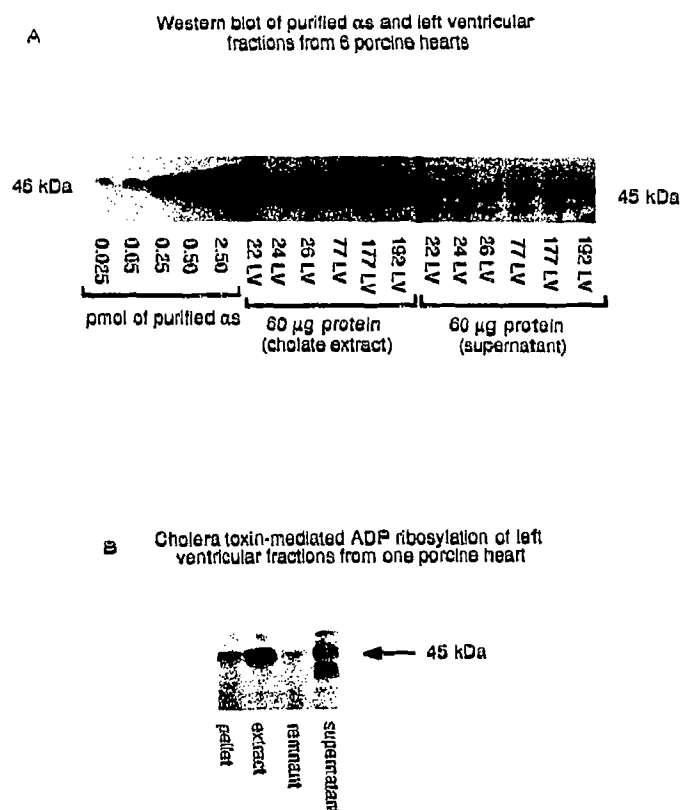 A
Western blot of purified αs and left ventricular
fractions from 6 porcine hearts
46 kDa
45 kDa
0.025
0.05
0.25
0.50
2.50
22 LV
24 LV
26 LV
77 LV
177 LV
192 LV
22 LV
24 LV
26 LV
77 LV
177 LV
192 LV
pmol of purified αs
60 µg protein
(cholate extract)
60 µg protein
(supernatant)
B
Cholera toxin-mediated ADP ribosylation of left
ventricular fractions from one porcine heart
45 kDa
pellet
extract
remnant
supernatant